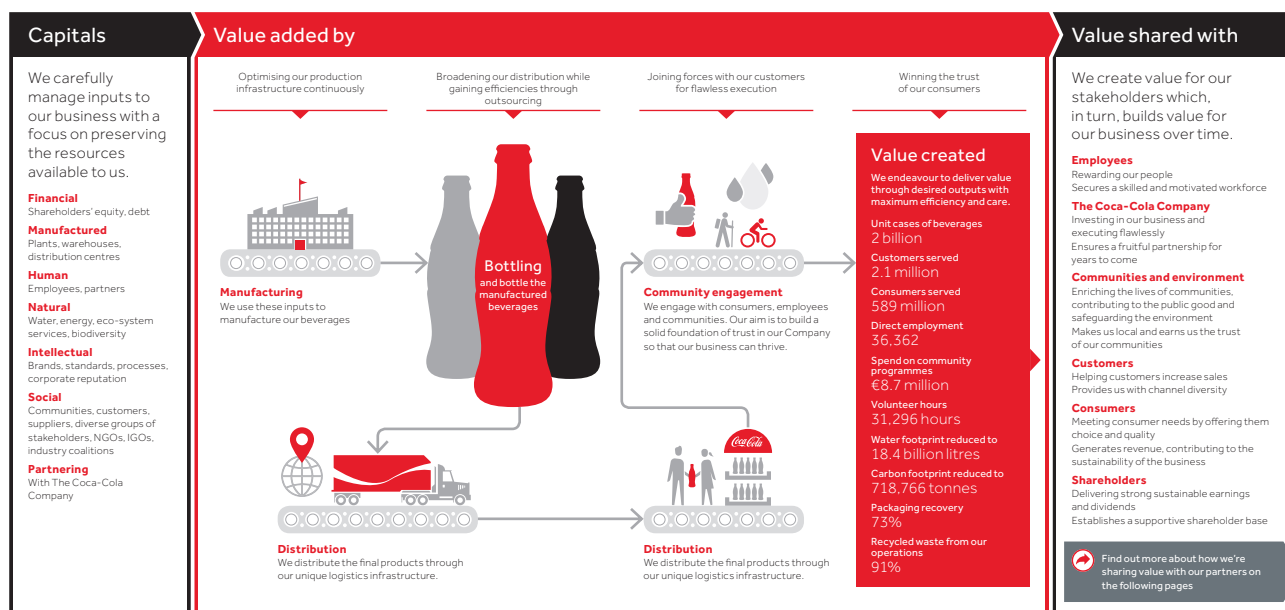 Capitals
We carefully
manage inputs to
our business with a
focus on preserving
the resources
available to us.
Financial
Shareholders' equity, debt
Manufactured
Plants, warehouses,
distribution centres
Human
Employees, partners
Natural
Water, energy, eco-system
services, biodiversity
Intellectual
Brands, standards, processes,
corporate reputation
Social
Communities, customers,
suppliers, diverse groups of
stakeholders, NGOs, IGOs,
industry coalitions
Partnering
With The Coca-Cola
Company
Value added by
Optimising our production
infrastructure continuously
Broadening our distribution while
gaining efficiencies through
outsourcing
Joining forces with our customers
for flawless execution
Winning the trust
of our consumers
Manufacturing
We use these inputs to
manufacture our beverages
Bottling
and bottle the
manufactured
beverages
Community engagement
We engage with consumers, employees
and communities. Our aim is to build a
solid foundation of trust in our Company
so that our business can thrive.
Distribution
We distribute the final products through
our unique logistics infrastructure.
Coca-Cola
Distribution
We distribute the final products through
our unique logistics infrastructure.
Value created
We endeavour to deliver value
through desired outputs with
maximum efficiency and care.
Unit cases of beverages
2 billion
Customers served
2.1 million
Consumers served
589 million
Direct employment
36,362
Spend on community
programmes
€8.7 million
Volunteer hours
31,296 hours
Water footprint reduced to
18.4 billion litres
Carbon footprint reduced to
718,766 tonnes
Packaging recovery
73%
Recycled waste from our
operations
91%
Value shared with
We create value for our
stakeholders which,
in turn, builds value for
our business over time.
Employees
Rewarding our people
Secures a skilled and motivated workforce
The Coca-Cola Company
Investing in our business and
executing flawlessly
Ensures a fruitful partnership for
years to come
Communities and environment
Enriching the lives of communities,
contributing to the public good and
safeguarding the environment
Makes us local and earns us the trust
of our communities
Customers
Helping customers increase sales
Provides us with channel diversity
Consumers
Meeting consumer needs by offering them
choice and quality
Generates revenue, contributing to the
sustainability of the business
Shareholders
Delivering strong sustainable earnings
and dividends
Establishes a supportive shareholder base
Find out more about how we're
sharing value with our partners on
the following pages